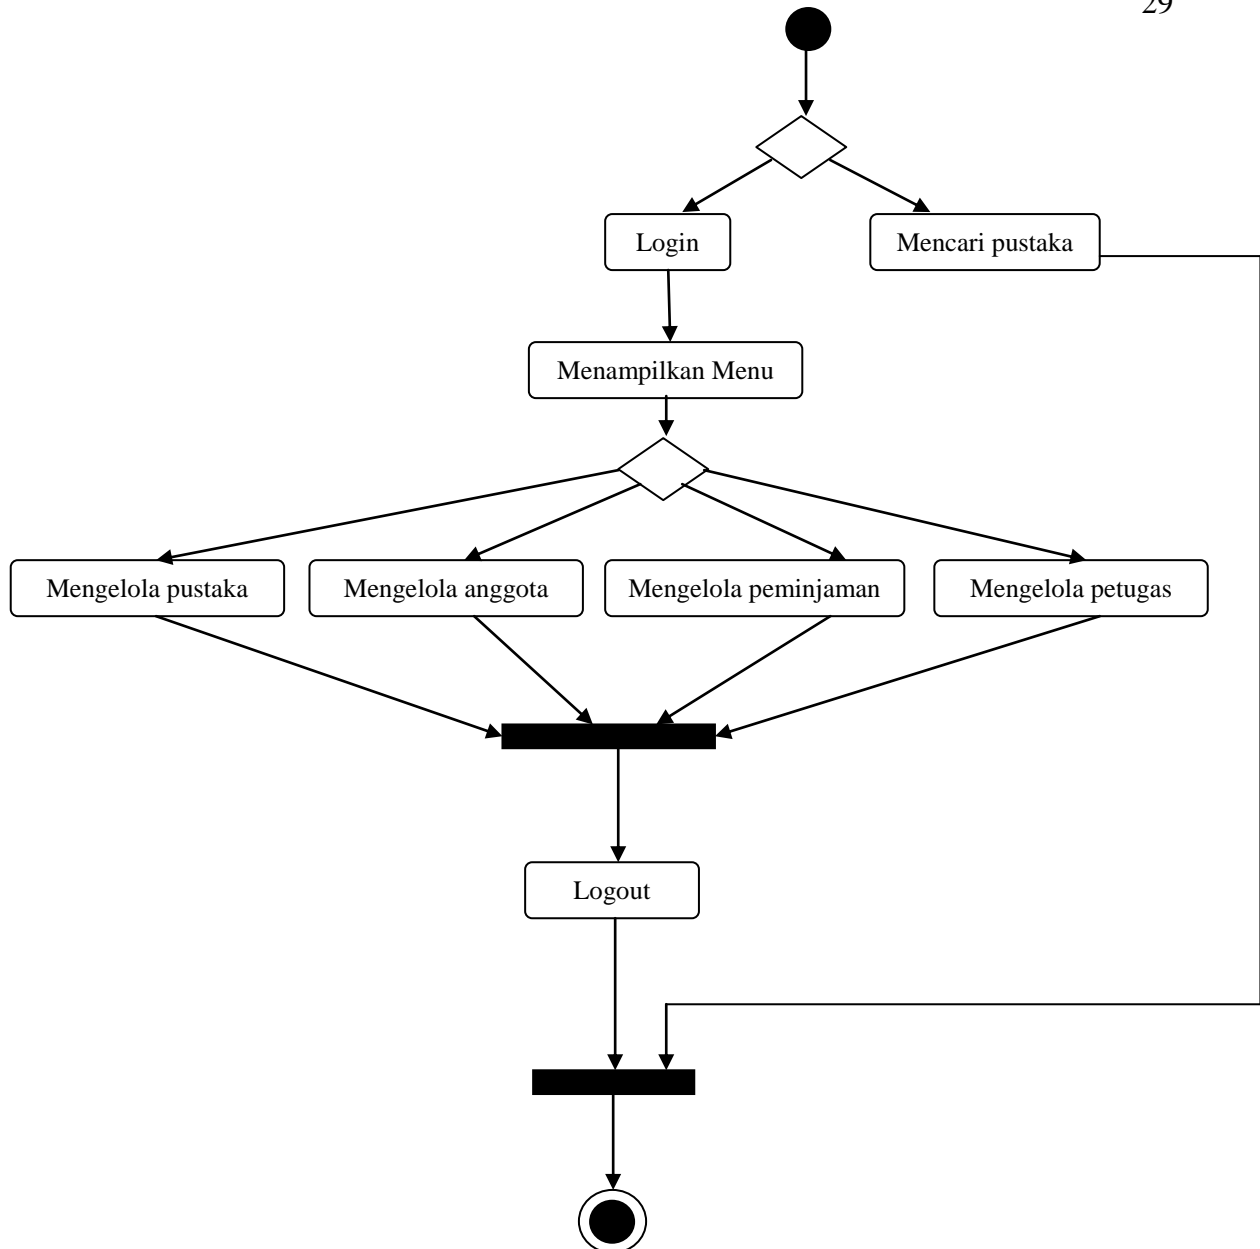 29
Login
Mencari pustaka
Menampilkan Menu
Mengelola pustaka
Mengelola anggota
Mengelola peminjaman
Mengelola petugas
Logout